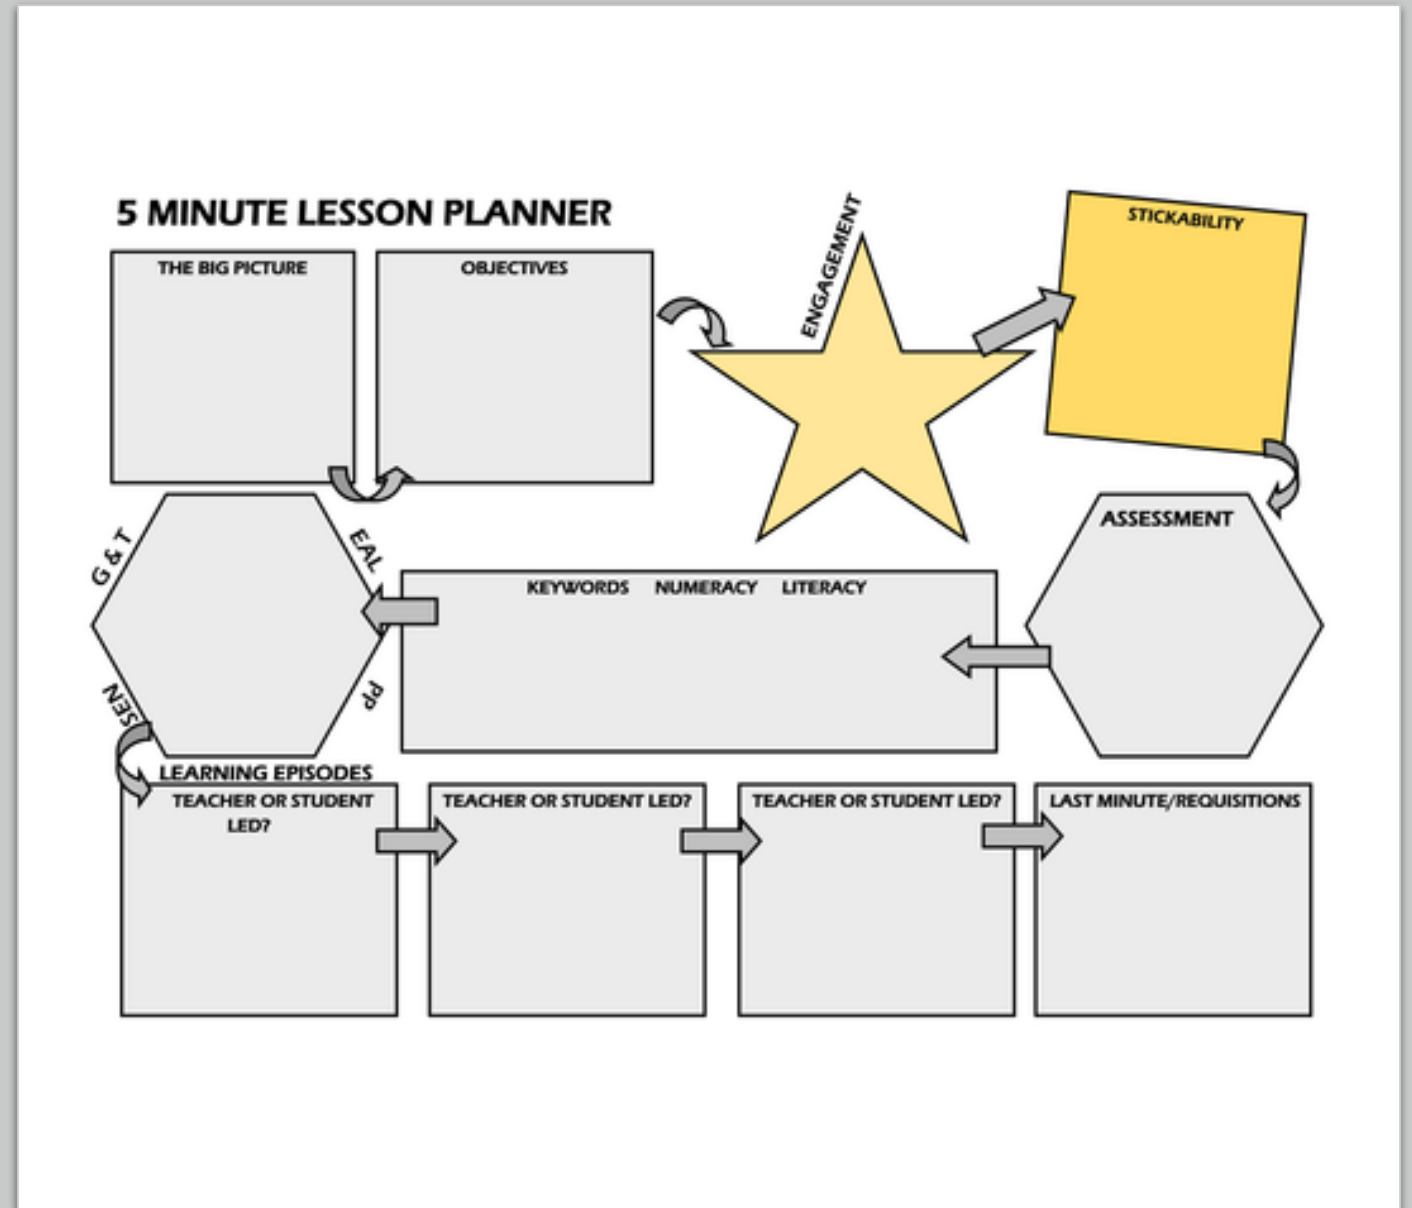 5 MINUTE LESSON PLANNER
THE BIG PICTURE
OBJECTIVES
ENGAGEMENT
STICKABILITY
ASSESSMENT
KEYWORDS NUMERACY LITERACY
G & T
EAL
SEN
PP
LEARNING EPISODES
TEACHER OR STUDENT
LED?
TEACHER OR STUDENT LED?
TEACHER OR STUDENT LED?
LAST MINUTE/REQUISITIONS